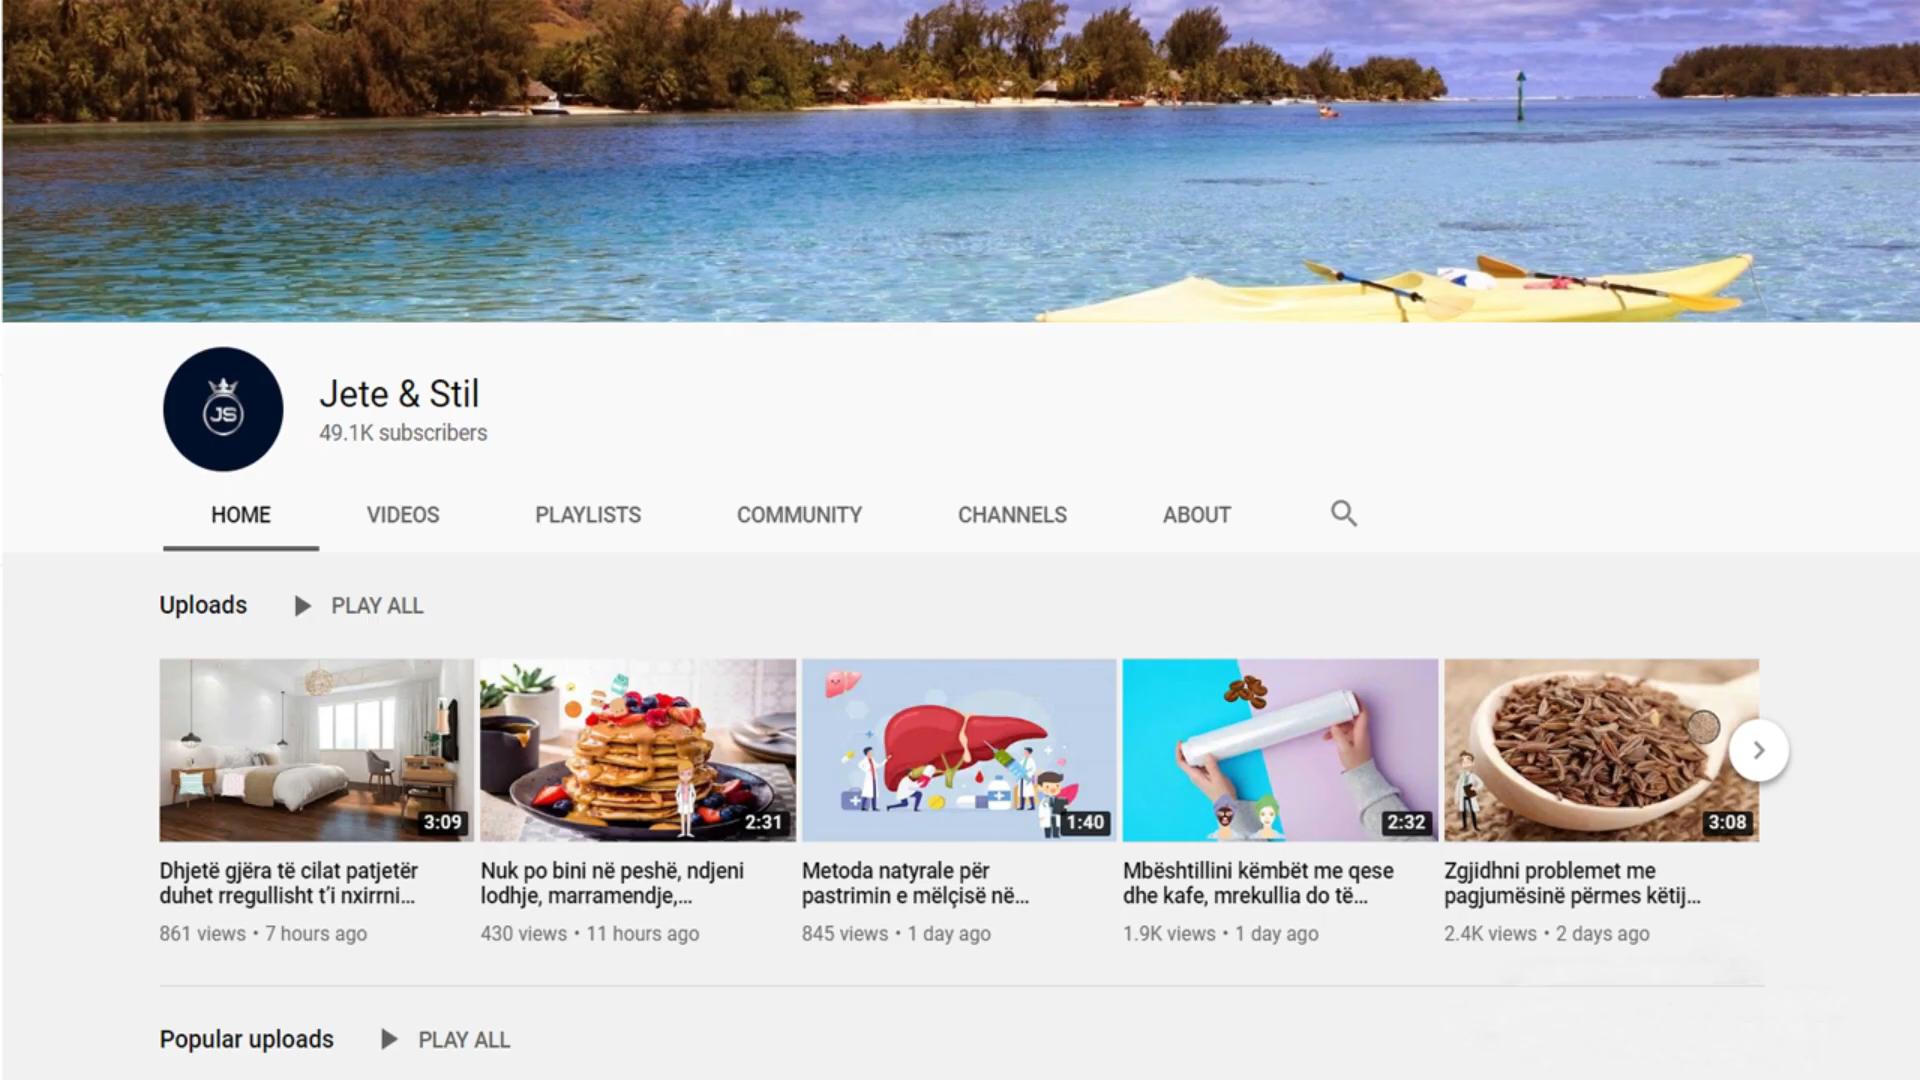 JS
Jete & Stil
49.1K subscribers
HOME VIDEOS PLAYLISTS COMMUNITY CHANNELS ABOUT
Uploads PLAY ALL
3:09 2:31 1:40 2:32 3:08
Dhjetë gjëra të cilat patjetër
duhet rregullisht t’i nxirrni...
861 views • 7 hours ago
Nuk po bini në peshë, ndjeni
lodhje, marramendje,...
430 views • 11 hours ago
Metoda natyrale për
pastrimin e mëlçisë në...
845 views • 1 day ago
Mbështillini këmbët me qese
dhe kafe, mrekullia do të...
1.9K views • 1 day ago
Zgjidhni problemet me
pagjumësinë përmes këtij...
2.4K views • 2 days ago
Popular uploads PLAY ALL